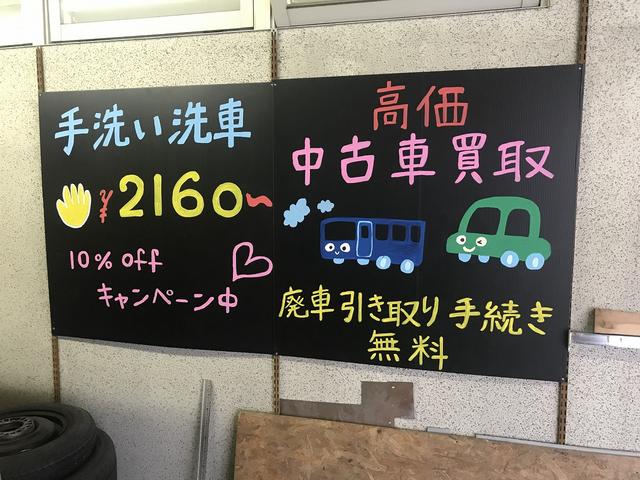 手洗い洗車
¥2160〜
10% off
キャンペーン中
高価
中古車買取
廃車引き取り手続き
無料